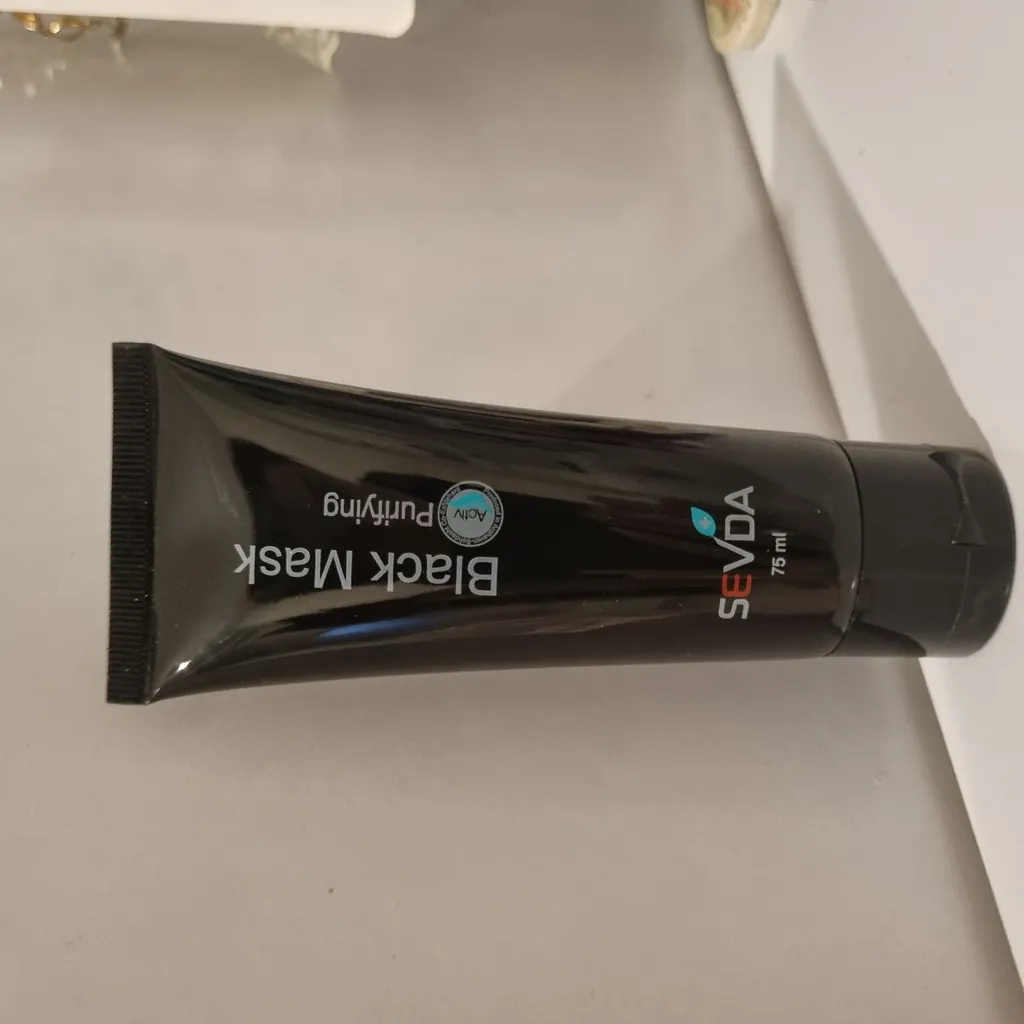 SEVDA
75 ml
Black Mask
Purifying
Activ